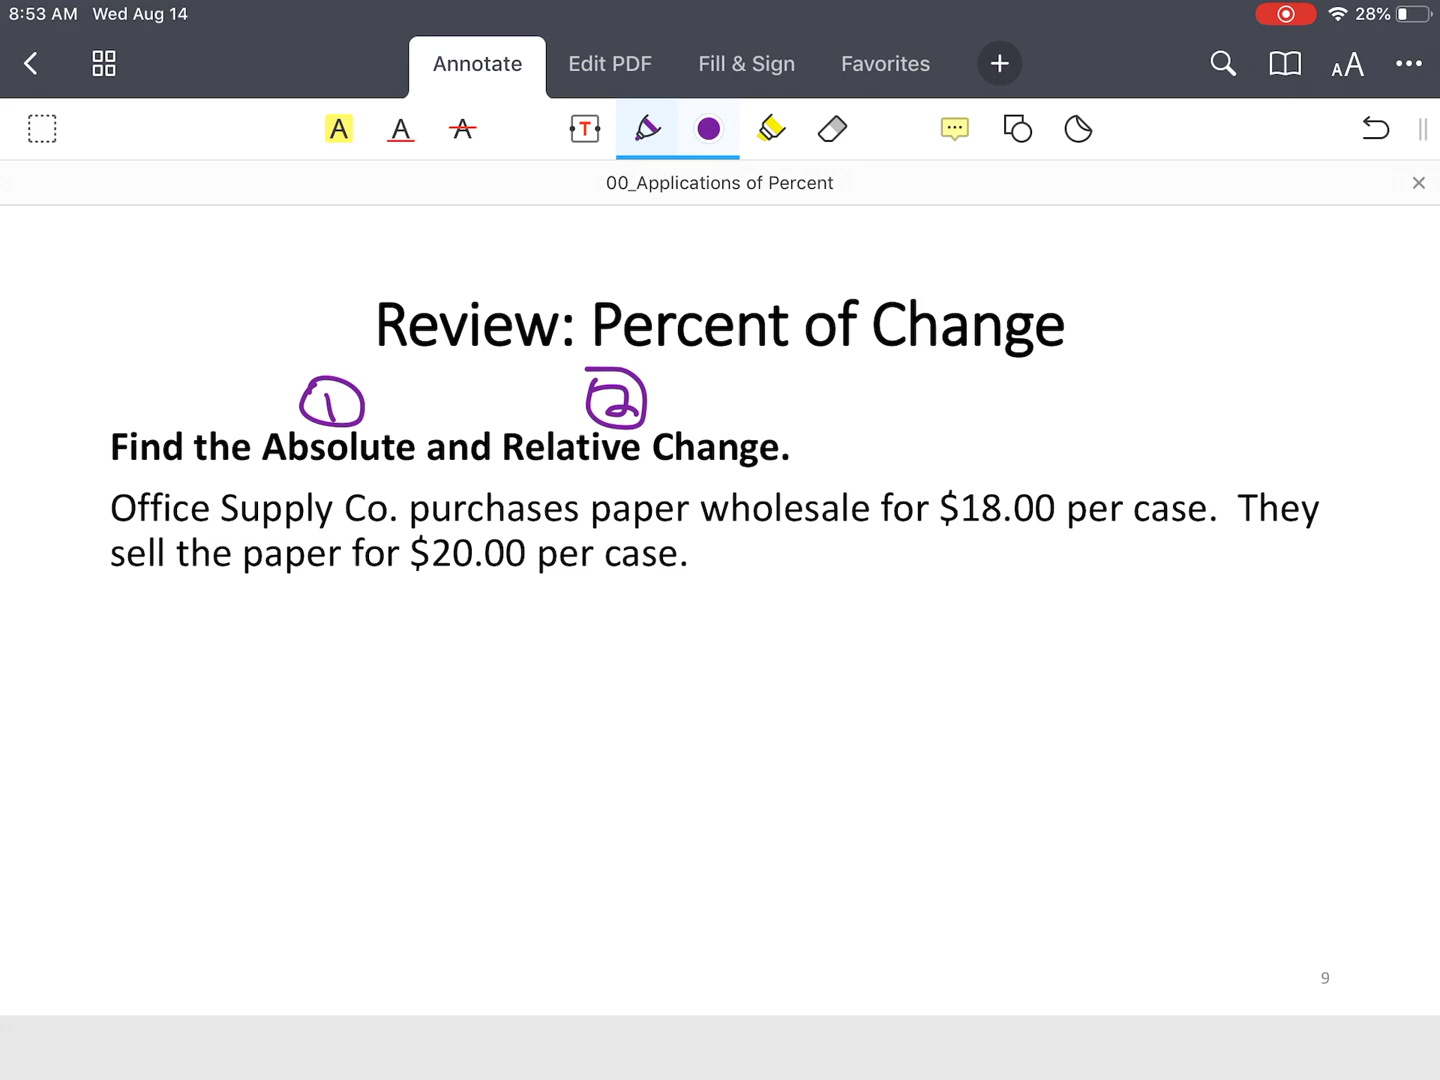 8:53 AM Wed Aug 14 28%
Annotate Edit PDF Fill & Sign Favorites + AA
A A A T
00_Applications of Percent
Review: Percent of Change
1 2
Find the Absolute and Relative Change.
Office Supply Co. purchases paper wholesale for $18.00 per case. They
sell the paper for $20.00 per case.
9